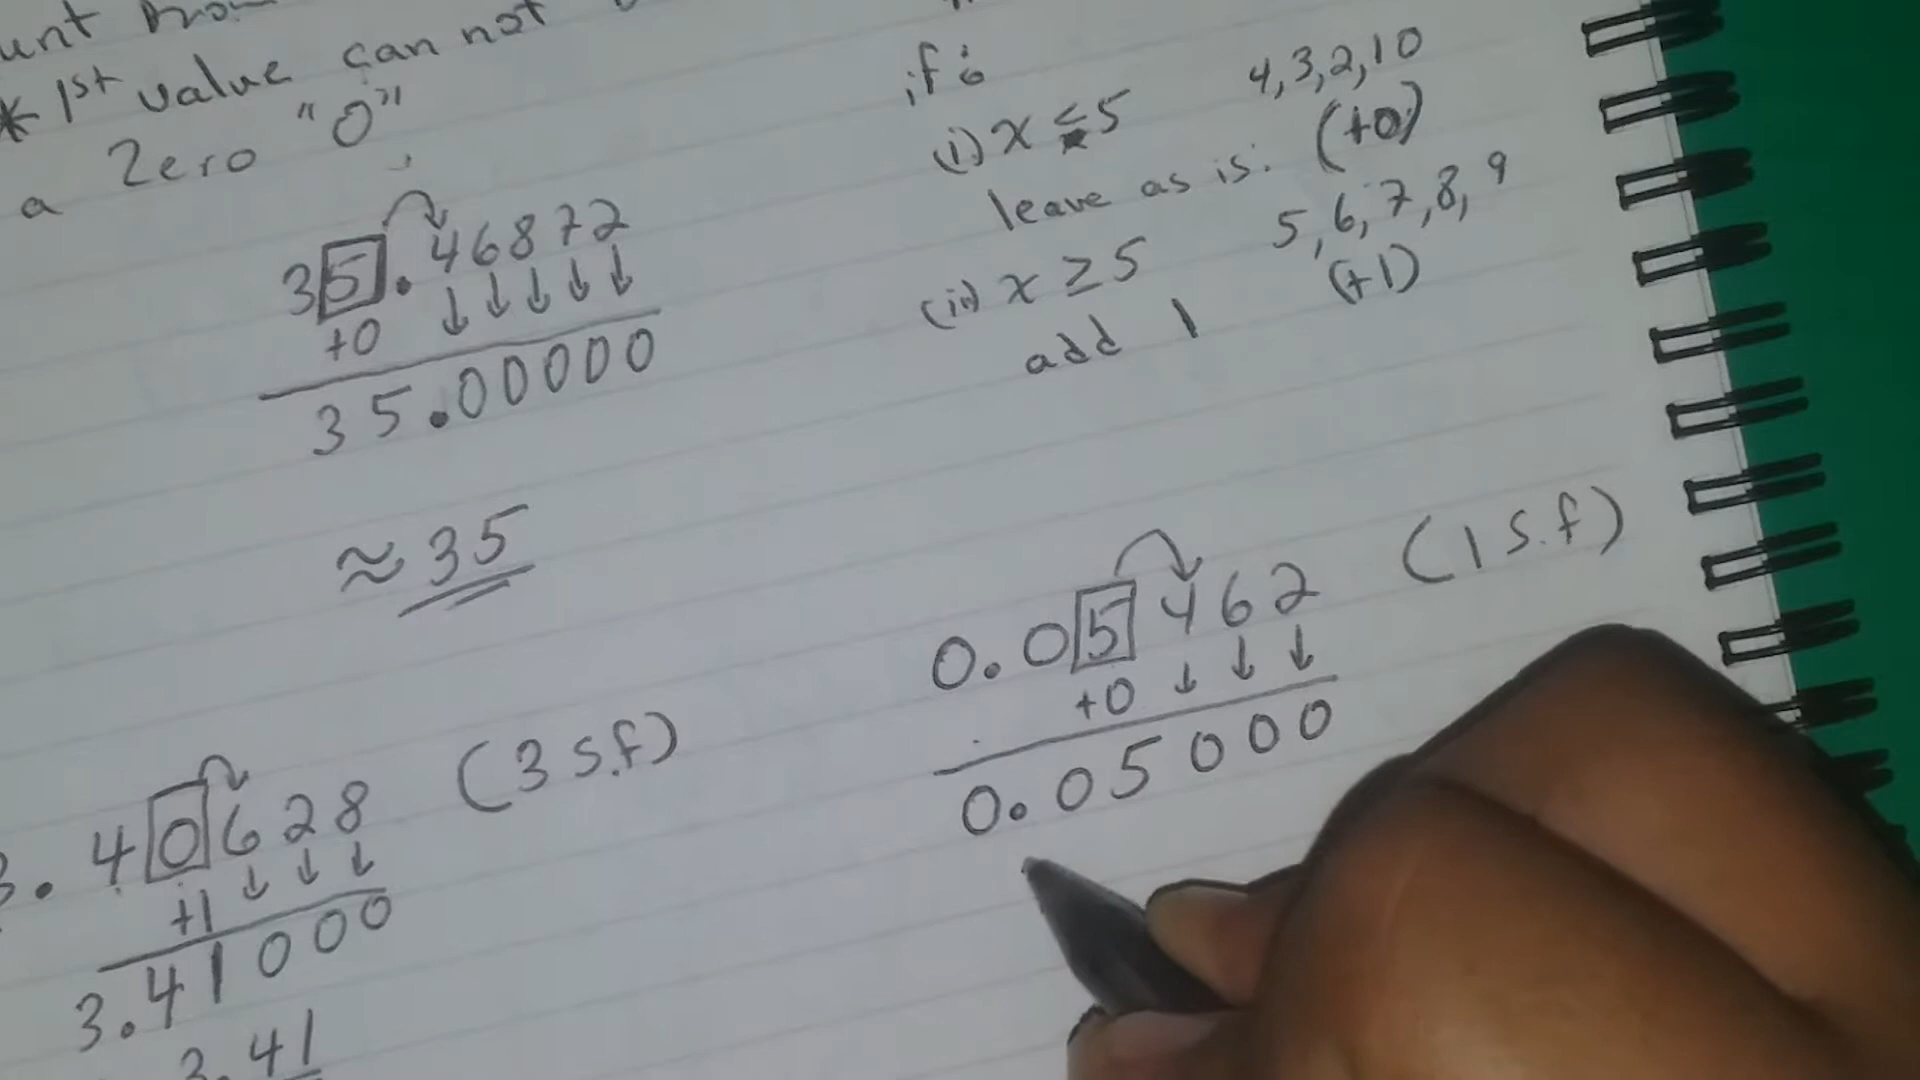 unt from
* 1st value can not
a Zero "0"
35.46872
+0 ↓ ↓ ↓ ↓ ↓
35.00000
≈ 35
if:
(i) x ≤ 5 4,3,2,10
leave as is. (+0)
(ii) x ≥ 5 5,6,7,8,9
add 1 (+1)
3.40628 (3 s.f)
+1 ↓ ↓ ↓
3.41000
3.41
0.05462 (1 s.f)
+0 ↓ ↓ ↓
0.05000